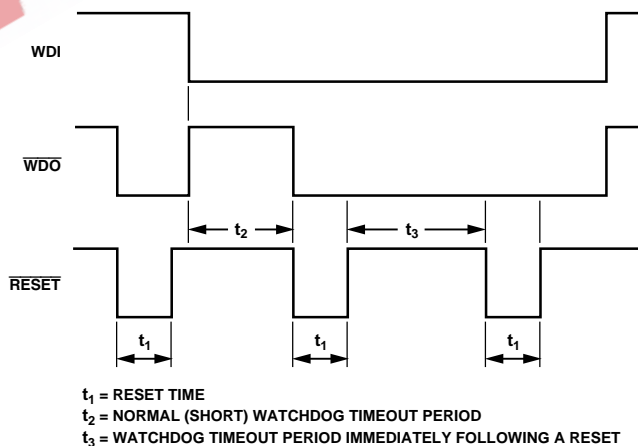 WDI
WDO
t2
t3
RESET
t1
t1
t1
t1 = RESET TIME
t2 = NORMAL (SHORT) WATCHDOG TIMEOUT PERIOD
t3 = WATCHDOG TIMEOUT PERIOD IMMEDIATELY FOLLOWING A RESET